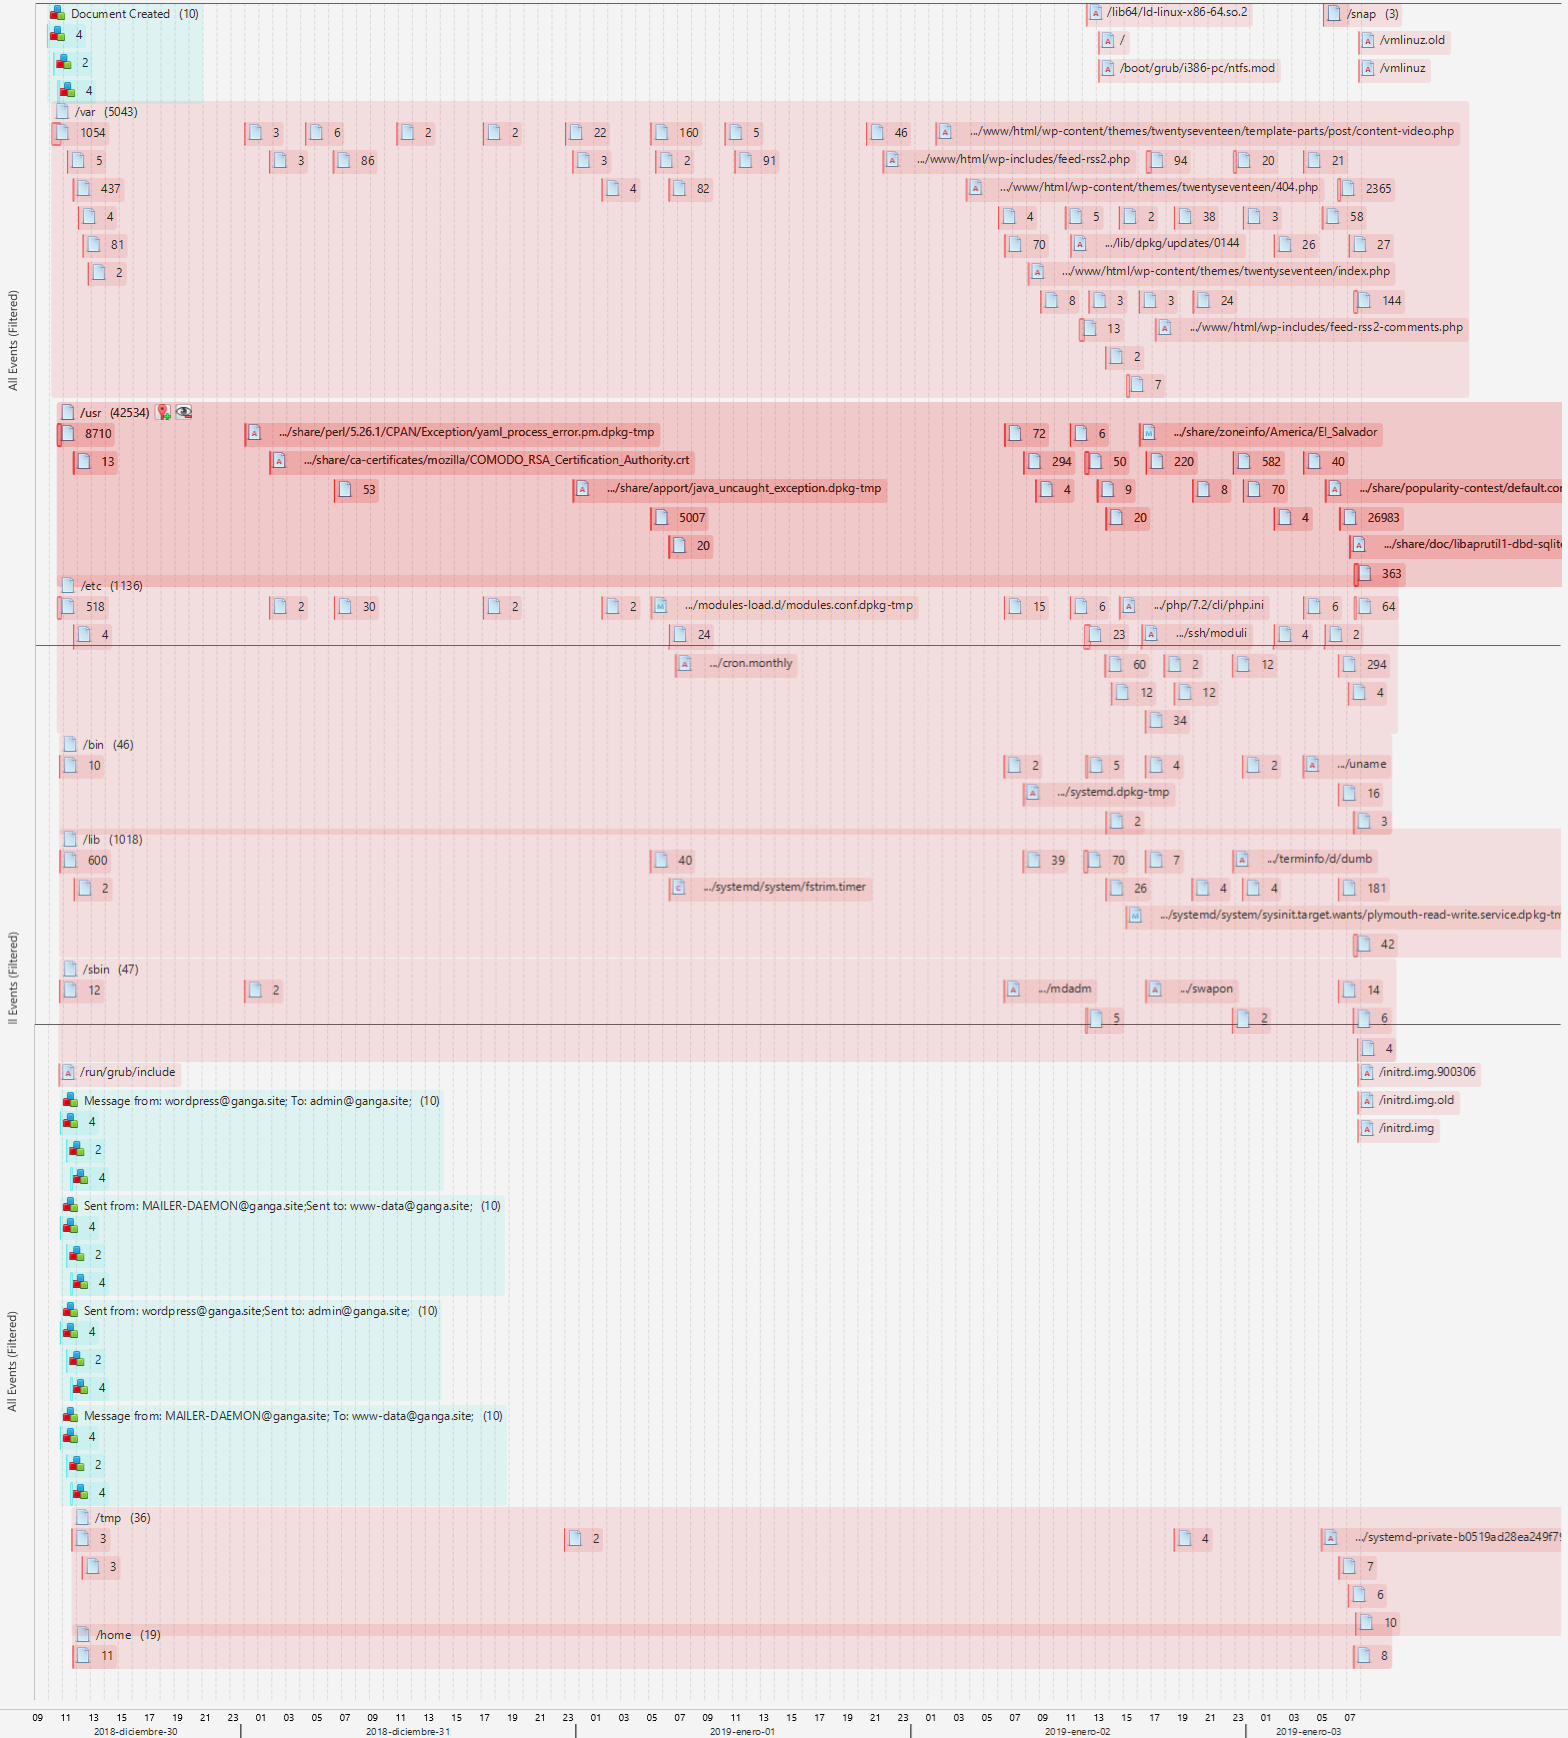 Document Created (10) /lib64/ld-linux-x86-64.so.2 /snap (3)
4 / /vmlinuz.old
2 /boot/grub/i386-pc/ntfs.mod /vmlinuz
4
/var (5043)
1054 3 6 2 2 22 160 5 46 .../www/html/wp-content/themes/twentyseventeen/template-parts/post/content-video.php
5 3 86 3 2 91 .../www/html/wp-includes/feed-rss2.php 94 20 21
437 4 82 .../www/html/wp-content/themes/twentyseventeen/404.php 2365
4 4 5 2 38 3 58
81 70 .../lib/dpkg/updates/0144 26 27
2 .../www/html/wp-content/themes/twentyseventeen/index.php
8 3 3 24 144
13 .../www/html/wp-includes/feed-rss2-comments.php
2
7
All Events (Filtered)
/usr (42534)
8710 .../share/perl/5.26.1/CPAN/Exception/yaml_process_error.pm.dpkg-tmp 72 6 .../share/zoneinfo/America/El_Salvador
13 .../share/ca-certificates/mozilla/COMODO_RSA_Certification_Authority.crt 294 50 220 582 40
53 .../share/apport/java_uncaught_exception.dpkg-tmp 4 9 8 70 .../share/popularity-contest/default.cor
5007 20 4 26983
20 .../share/doc/libaprutil1-dbd-sqlite
363
/etc (1136)
518 2 30 2 2 .../modules-load.d/modules.conf.dpkg-tmp 15 6 .../php/7.2/cli/php.ini 6 64
4 24 23 .../ssh/moduli 4 2
.../cron.monthly 60 2 12 294
12 12 4
34
/bin (46)
10 2 5 4 2 .../uname
.../systemd.dpkg-tmp 16
2 3
/lib (1018)
600 40 39 70 7 .../terminfo/d/dumb
2 .../systemd/system/fstrim.timer 26 4 4 181
.../systemd/system/sysinit.target.wants/plymouth-read-write.service.dpkg-tm
42
ll Events (Filtered)
/sbin (47)
12 2 .../mdadm .../swapon 14
5 2 6
4
/run/grub/include /initrd.img.900306
Message from: wordpress@ganga.site; To: admin@ganga.site; (10) /initrd.img.old
4 /initrd.img
2
4
Sent from: MAILER-DAEMON@ganga.site;Sent to: www-data@ganga.site; (10)
4
2
4
Sent from: wordpress@ganga.site;Sent to: admin@ganga.site; (10)
4
2
4
All Events (Filtered)
Message from: MAILER-DAEMON@ganga.site; To: www-data@ganga.site; (10)
4
2
4
/tmp (36)
3 2 4 .../systemd-private-b0519ad28ea249f79
3 7
6
10
/home (19)
11 8
09 11 13 15 17 19 21 23 01 03 05 07 09 11 13 15 17 19 21 23 01 03 05 07 09 11 13 15 17 19 21 23 01 03 05 07 09 11 13 15 17 19 21 23 01 03 05 07
2018-diciembre-30 2018-diciembre-31 2019-enero-01 2019-enero-02 2019-enero-03